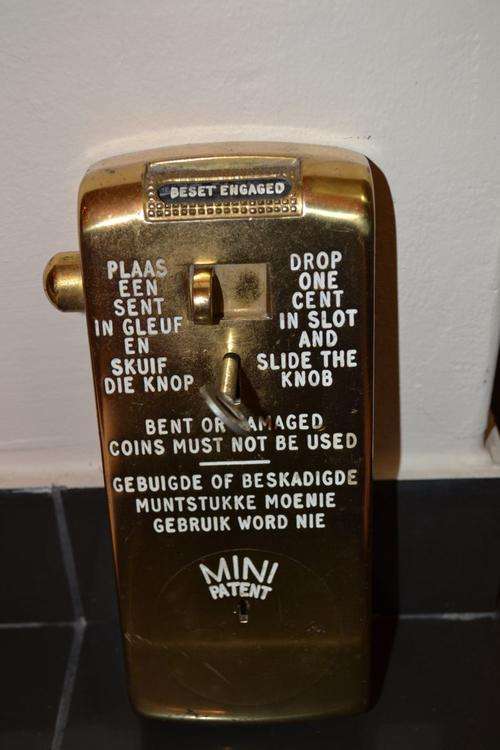 BESET ENGAGED
PLAAS
EEN
SENT
IN GLEUF
EN
SKUIF
DIE KNOP
DROP
ONE
CENT
IN SLOT
AND
SLIDE THE
KNOB
BENT OR DAMAGED
COINS MUST NOT BE USED
GEBUIGDE OF BESKADIGDE
MUNTSTUKKE MOENIE
GEBRUIK WORD NIE
MINI
PATENT